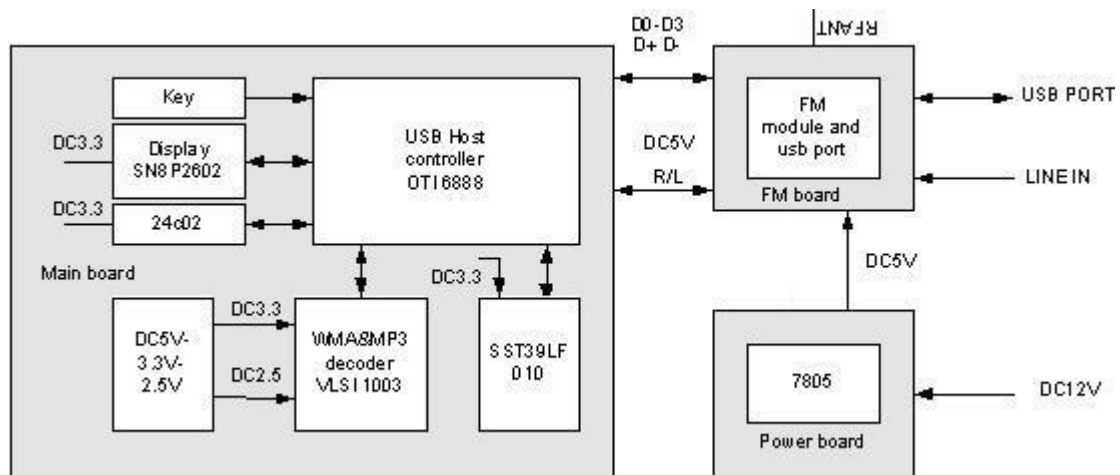 D0-D3
D+ D-
RFANT
Key
DC3.3
Display
SN8P2602
DC3.3
24c02
USB Host
controller
OTI6888
DC5V
R/L
FM
module and
usb port
FM board
USB PORT
LINE IN
Main board
DC5V-
3.3V-
2.5V
DC3.3
DC2.5
WMA&MP3
decoder
VLSI1003
DC3.3
SST39LF
010
DC5V
7805
Power board
DC12V